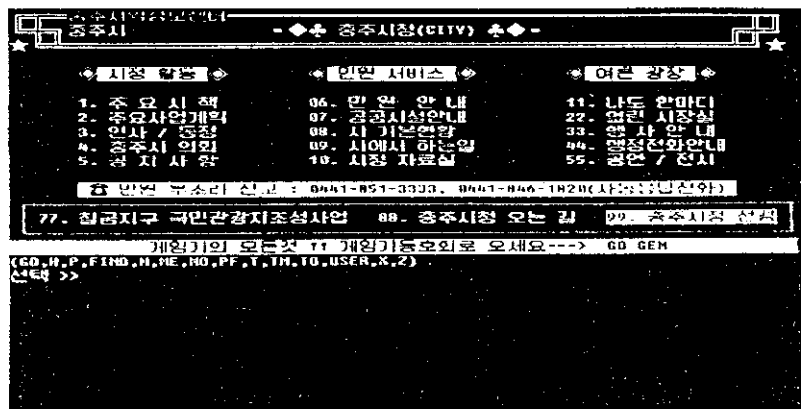 충주시 -◆♣ 충주시청(CITY) ♣◆-
시정 활동 민원 서비스 여론 광장
1. 주 요 시 책 06. 민 원 안 내 11. 나도 한마디
2. 주요사업계획 07. 공공시설안내 22. 열린 시장실
3. 인사 / 동정 08. 시 기본현황 33. 행 사 안 내
4. 충주시 의회 09. 시에서 하는일 44. 행정전화안내
5. 공 지 사 항 10. 시정 자료실 55. 공연 / 전시
☎ 민원 부조리 신고 : 0441-851-3333, 0441-846-1828
77. 칠금지구 국민관광지조성사업 88. 충주시청 오는 길 99. 충주시청
게임기의 모든것 !! 게임기동호회로 오세요---> GO GEM
(GO,H,P,FIND,M,ME,MO,PF,T,TM,TO,USER,X,Z)
선택 >>